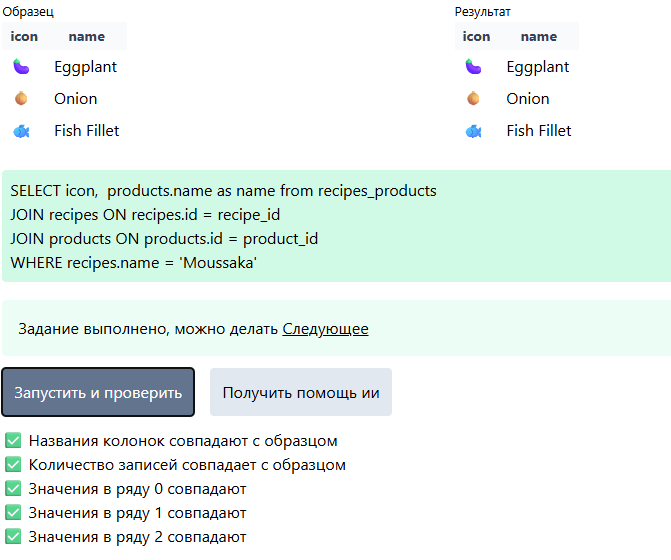 Образец Результат
icon name icon name
Eggplant Eggplant
Onion Onion
Fish Fillet Fish Fillet
SELECT icon, products.name as name from recipes_products
JOIN recipes ON recipes.id = recipe_id
JOIN products ON products.id = product_id
WHERE recipes.name = 'Moussaka'
Задание выполнено, можно делать Следующее
Запустить и проверить Получить помощь ии
Названия колонок совпадают с образцом
Количество записей совпадает с образцом
Значения в ряду 0 совпадают
Значения в ряду 1 совпадают
Значения в ряду 2 совпадают